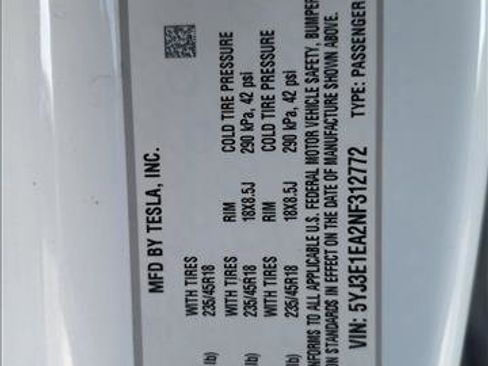 MFD BY TESLA, INC.
WITH TIRES
235/45R18
lb) WITH TIRES RIM COLD TIRE PRESSURE
235/45R18 18X8.5J 290 kPa, 42 psi
lb) WITH TIRES RIM COLD TIRE PRESSURE
lb) 235/45R18 18X8.5J 290 kPa, 42 psi
NFORMS TO ALL APPLICABLE U.S. FEDERAL MOTOR VEHICLE SAFETY, BUMPER
N STANDARDS IN EFFECT ON THE DATE OF MANUFACTURE SHOWN ABOVE.
VIN: 5YJ3E1EA2NF312772 TYPE: PASSENGER